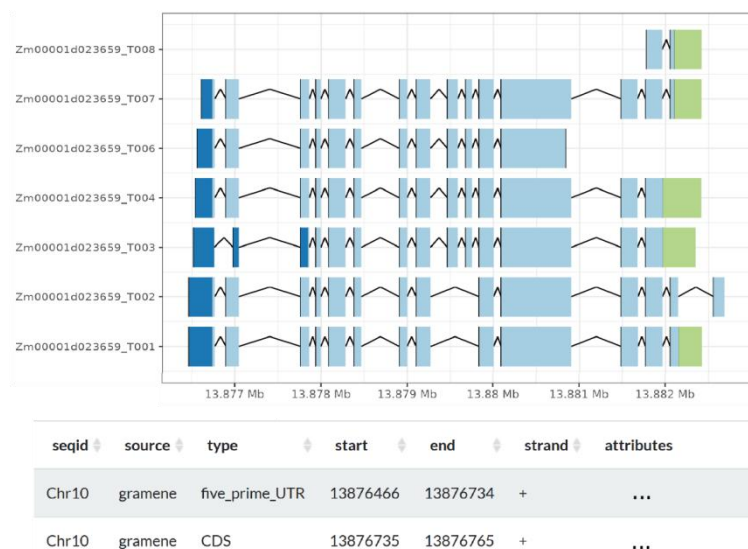 Zm00001d023659_T008
Zm00001d023659_T007
Zm00001d023659_T006
Zm00001d023659_T004
Zm00001d023659_T003
Zm00001d023659_T002
Zm00001d023659_T001
13.877 Mb 13.878 Mb 13.879 Mb 13.88 Mb 13.881 Mb 13.882 Mb
seqid source type start end strand attributes
Chr10 gramene five_prime_UTR 13876466 13876734 + ...
Chr10 gramene CDS 13876735 13876765 + ...